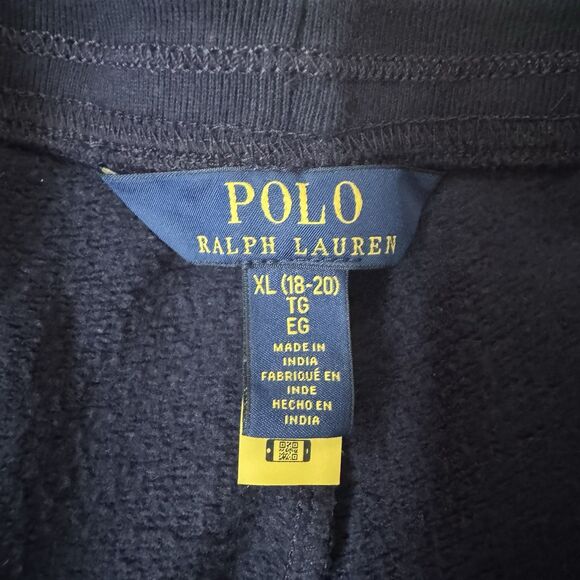 POLO
RALPH LAUREN
XL (18-20)
TG
EG
MADE IN
INDIA
FABRIQUÉ EN
INDE
HECHO EN
INDIA